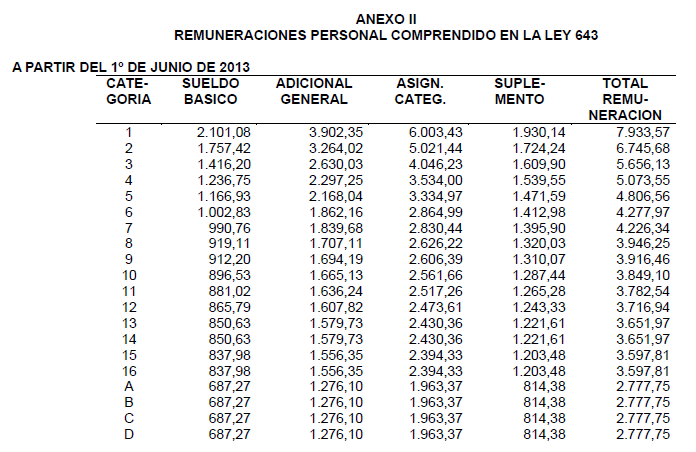 ANEXO II
REMUNERACIONES PERSONAL COMPRENDIDO EN LA LEY 643
A PARTIR DEL 1º DE JUNIO DE 2013
CATE- SUELDO ADICIONAL ASIGN. SUPLE- TOTAL
GORIA BASICO GENERAL CATEG. MENTO REMU-
NERACION
1 2.101,08 3.902,35 6.003,43 1.930,14 7.933,57
2 1.757,42 3.264,02 5.021,44 1.724,24 6.745,68
3 1.416,20 2.630,03 4.046,23 1.609,90 5.656,13
4 1.236,75 2.297,25 3.534,00 1.539,55 5.073,55
5 1.166,93 2.168,04 3.334,97 1.471,59 4.806,56
6 1.002,83 1.862,16 2.864,99 1.412,98 4.277,97
7 990,76 1.839,68 2.830,44 1.395,90 4.226,34
8 919,11 1.707,11 2.626,22 1.320,03 3.946,25
9 912,20 1.694,19 2.606,39 1.310,07 3.916,46
10 896,53 1.665,13 2.561,66 1.287,44 3.849,10
11 881,02 1.636,24 2.517,26 1.265,28 3.782,54
12 865,79 1.607,82 2.473,61 1.243,33 3.716,94
13 850,63 1.579,73 2.430,36 1.221,61 3.651,97
14 850,63 1.579,73 2.430,36 1.221,61 3.651,97
15 837,98 1.556,35 2.394,33 1.203,48 3.597,81
16 837,98 1.556,35 2.394,33 1.203,48 3.597,81
A 687,27 1.276,10 1.963,37 814,38 2.777,75
B 687,27 1.276,10 1.963,37 814,38 2.777,75
C 687,27 1.276,10 1.963,37 814,38 2.777,75
D 687,27 1.276,10 1.963,37 814,38 2.777,75